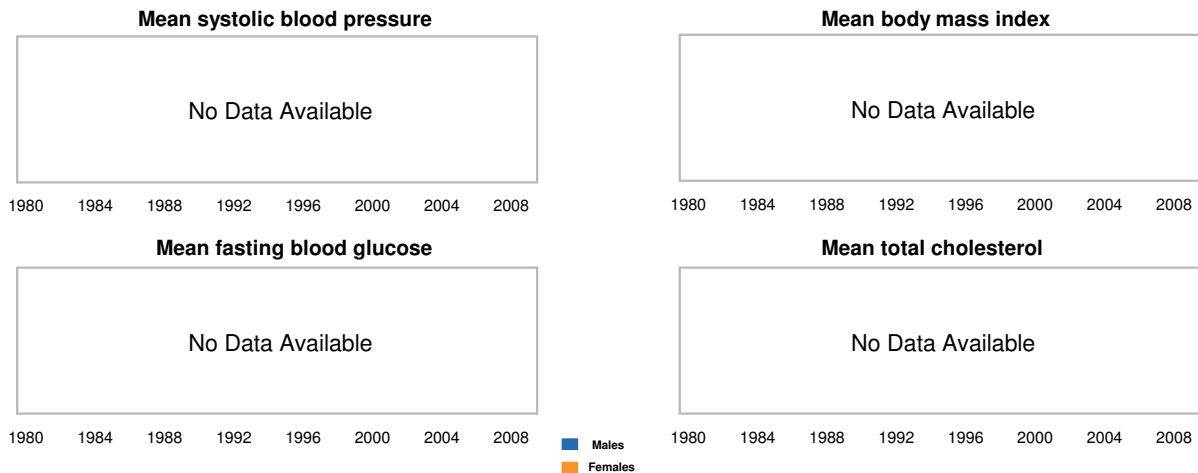 Mean systolic blood pressure
No Data Available
1980 1984 1988 1992 1996 2000 2004 2008
Mean body mass index
No Data Available
1980 1984 1988 1992 1996 2000 2004 2008
Mean fasting blood glucose
No Data Available
1980 1984 1988 1992 1996 2000 2004 2008
Mean total cholesterol
No Data Available
1980 1984 1988 1992 1996 2000 2004 2008
Males
Females